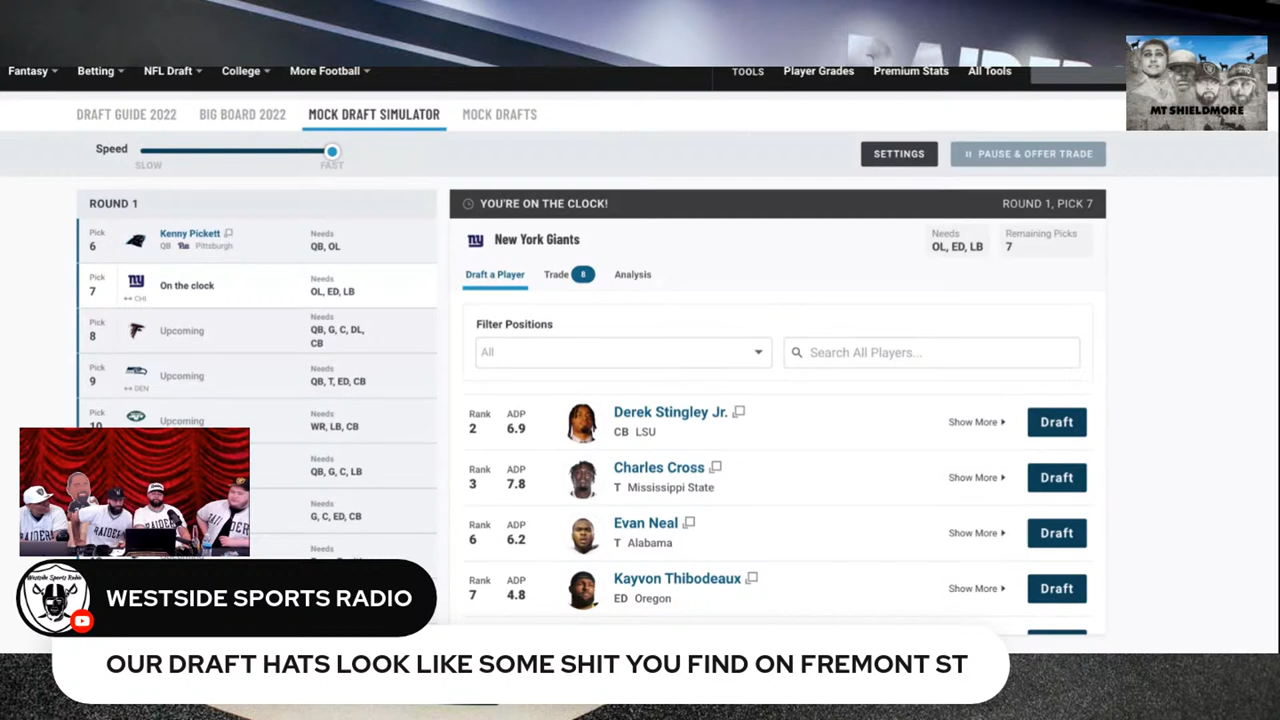 Fantasy Betting NFL Draft College More Football TOOLS Player Grades Premium Stats All Tools
MT SHIELDMORE
DRAFT GUIDE 2022 BIG BOARD 2022 MOCK DRAFT SIMULATOR MOCK DRAFTS
Speed
SLOW FAST
SETTINGS PAUSE & OFFER TRADE
ROUND 1
Pick 6 Kenny Pickett Needs
QB Pittsburgh QB, OL
Pick 7 On the clock Needs
CHI OL, ED, LB
Pick 8 Upcoming Needs
QB, G, C, DL,
CB
Pick 9 Upcoming Needs
DEN QB, T, ED, CB
Pick 10 Upcoming Needs
WR, LB, CB
Needs
QB, G, C, LB
Needs
G, C, ED, CB
Needs
YOU'RE ON THE CLOCK! ROUND 1, PICK 7
New York Giants
Needs Remaining Picks
OL, ED, LB 7
Draft a Player Trade 8 Analysis
Filter Positions
All Search All Players...
Rank ADP Derek Stingley Jr. Show More Draft
2 6.9 CB LSU
Rank ADP Charles Cross Show More Draft
3 7.8 T Mississippi State
Rank ADP Evan Neal Show More Draft
6 6.2 T Alabama
Rank ADP Kayvon Thibodeaux Show More Draft
7 4.8 ED Oregon
RAIDERS
Westside Sports Radio
WESTSIDE SPORTS RADIO
OUR DRAFT HATS LOOK LIKE SOME SHIT YOU FIND ON FREMONT ST